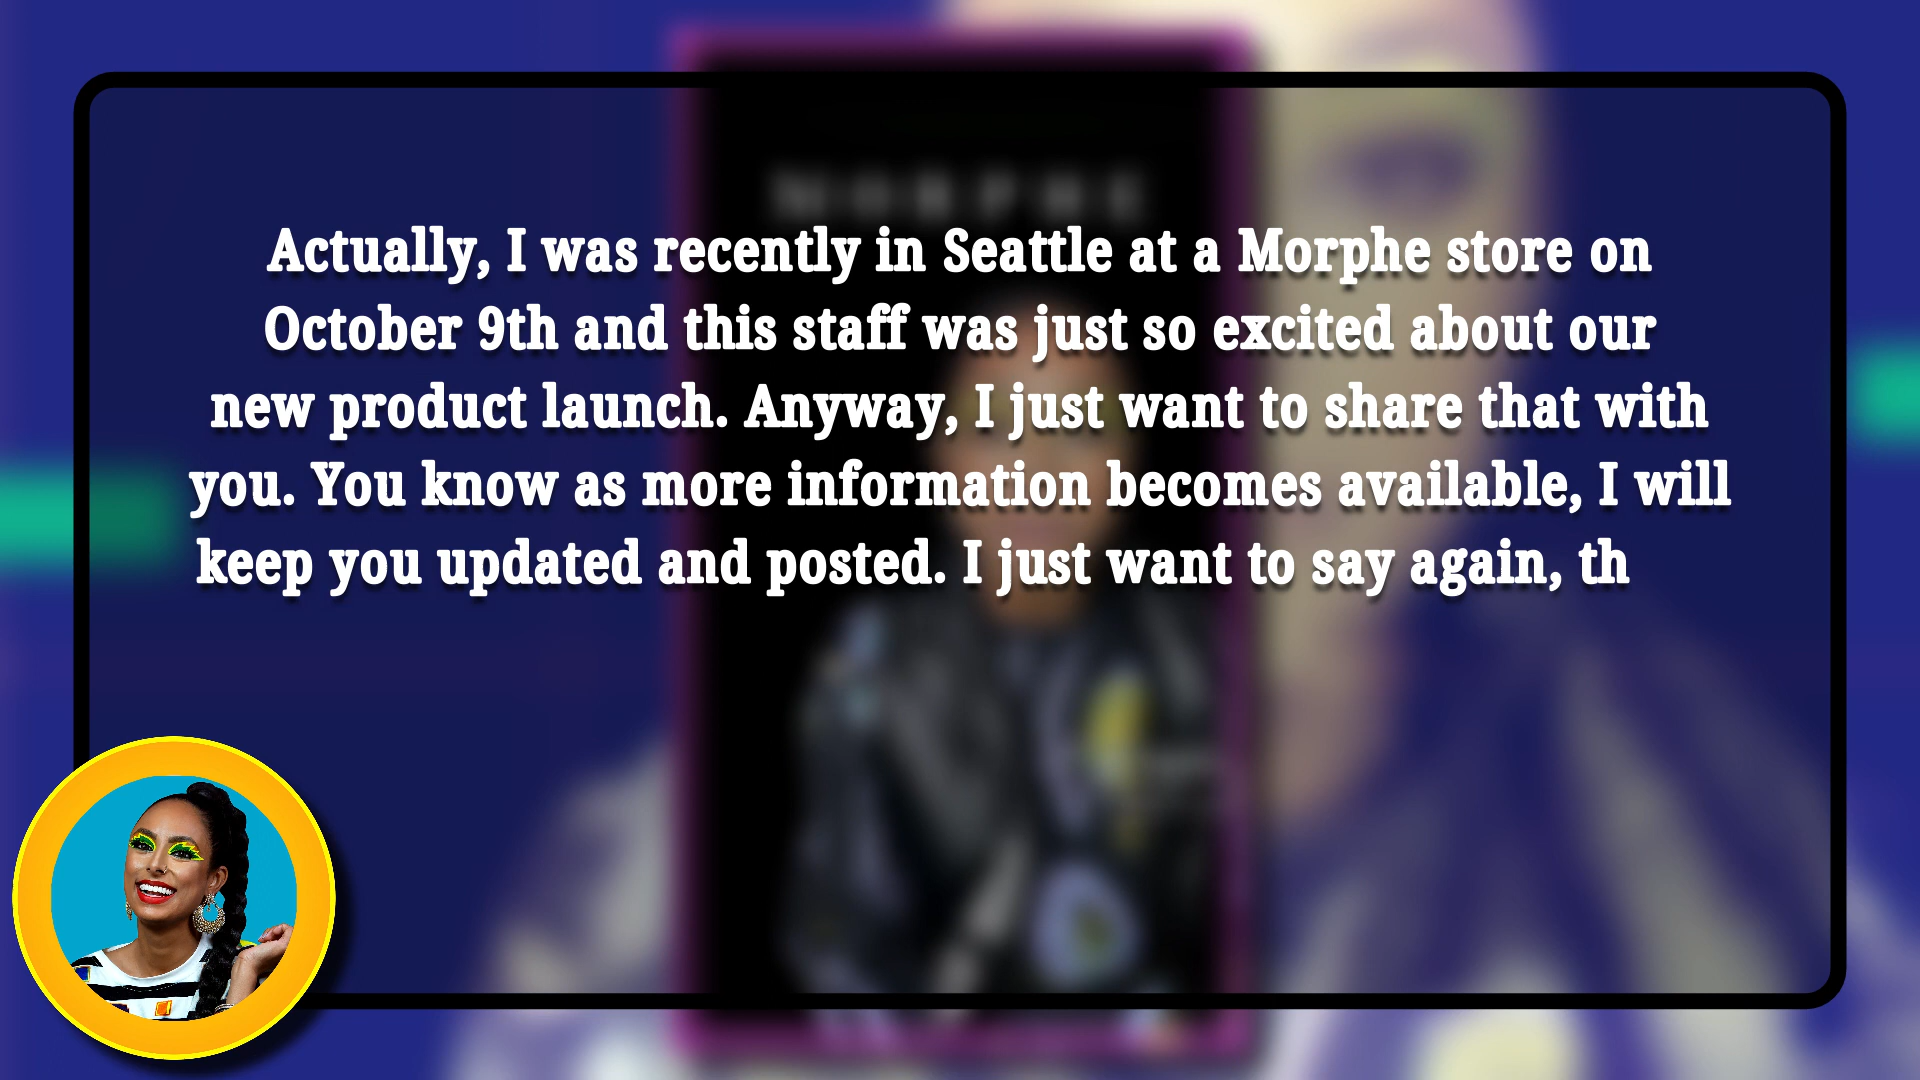 MORPHE
Actually, I was recently in Seattle at a Morphe store on
October 9th and this staff was just so excited about our
new product launch. Anyway, I just want to share that with
you. You know as more information becomes available, I will
keep you updated and posted. I just want to say again, th